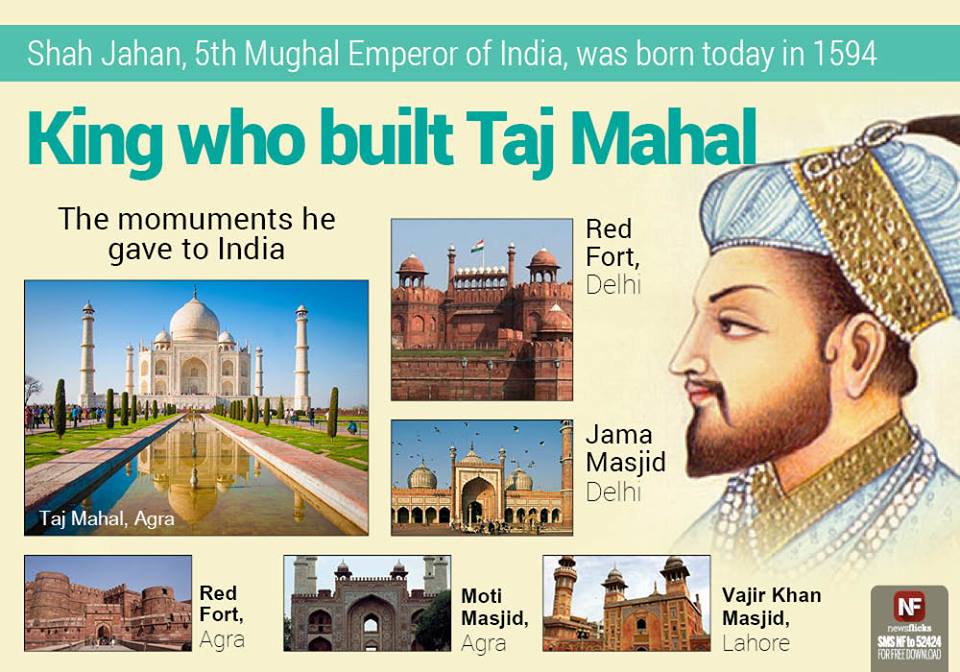 Shah Jahan, 5th Mughal Emperor of India, was born today in 1594
King who built Taj Mahal
The momuments he
gave to India
Taj Mahal, Agra
Red
Fort,
Delhi
Jama
Masjid
Delhi
Red
Fort,
Agra
Moti
Masjid,
Agra
Vajir Khan
Masjid,
Lahore
NF
newsflicks
SMS NF to 52424
FOR FREE DOWNLOAD